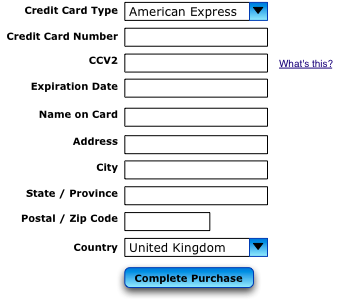 Credit Card Type American Express
Credit Card Number
CCV2 What's this?
Expiration Date
Name on Card
Address
City
State / Province
Postal / Zip Code
Country United Kingdom
Complete Purchase